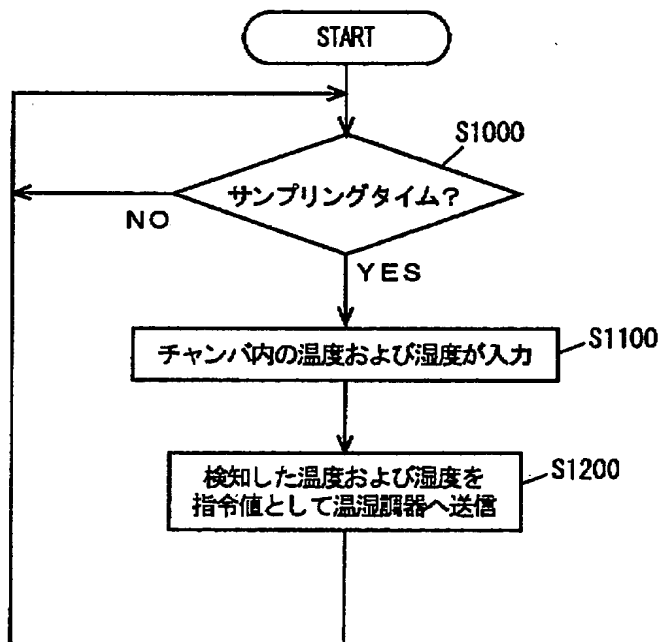 START
S1000
サンプリングタイム?
NO
YES
チャンバ内の温度および湿度が入力
S1100
検知した温度および湿度を
指令値として温湿調器へ送信
S1200